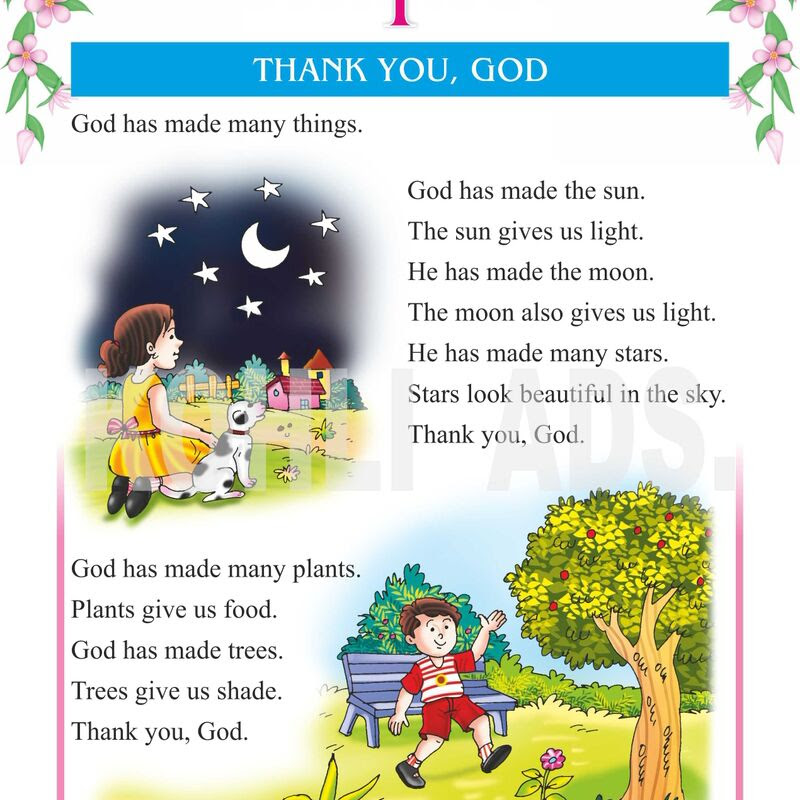 1
THANK YOU, GOD
God has made many things.
God has made the sun.
The sun gives us light.
He has made the moon.
The moon also gives us light.
He has made many stars.
Stars look beautiful in the sky.
Thank you, God.
ADS.
God has made many plants.
Plants give us food.
God has made trees.
Trees give us shade.
Thank you, God.